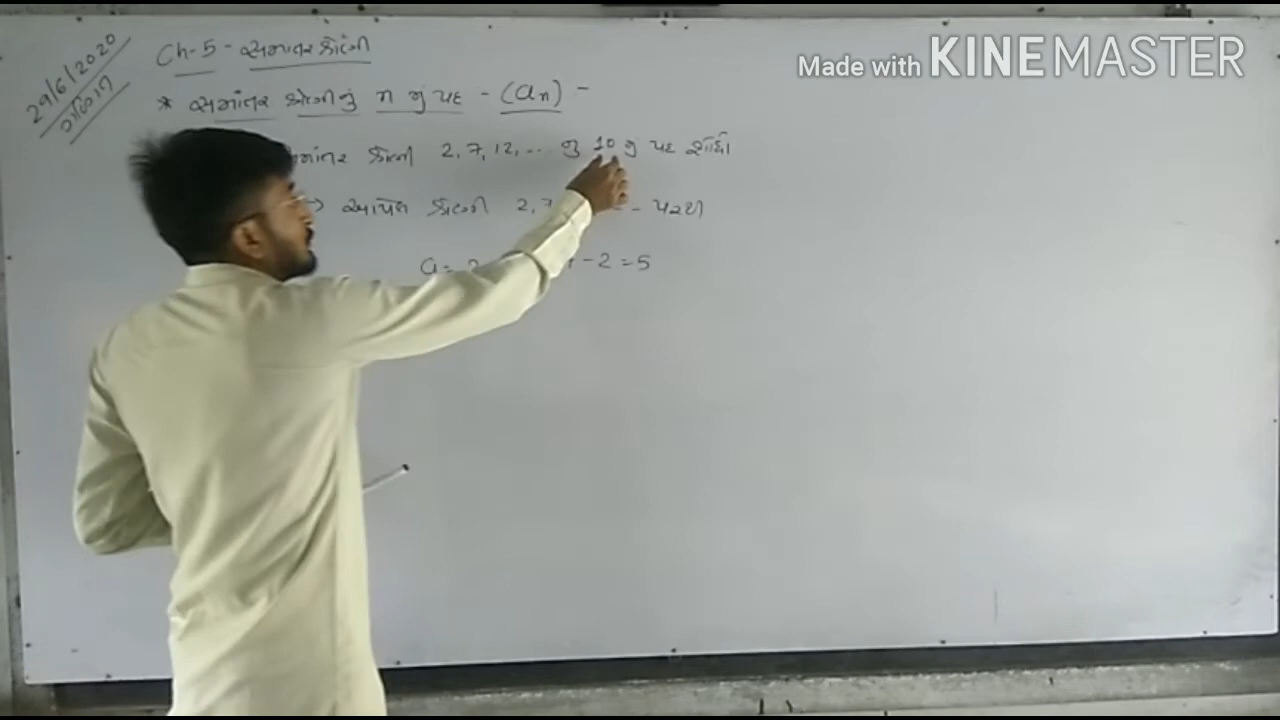 Made with KINEMASTER
29/6/2020
ગણિત
Ch-5 - સમાંતર શ્રેણી
* સમાંતર શ્રેણીનું n મું પદ - (an) -
સમાંતર શ્રેણી 2, 7, 12, ... નુ 10 મુ પદ શોધો
→ આપેલ શ્રેણી 2, 7 - પરથી
a = - 2 = 5